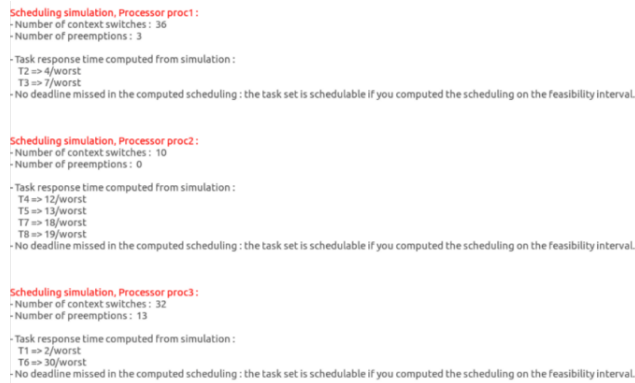 Scheduling simulation, Processor proc1 :
- Number of context switches : 36
- Number of preemptions : 3
- Task response time computed from simulation :
T2 => 4/worst
T3 => 7/worst
- No deadline missed in the computed scheduling : the task set is schedulable if you computed the scheduling on the feasibility interval.
Scheduling simulation, Processor proc2 :
- Number of context switches : 10
- Number of preemptions : 0
- Task response time computed from simulation :
T4 => 12/worst
T5 => 13/worst
T7 => 18/worst
T8 => 19/worst
- No deadline missed in the computed scheduling : the task set is schedulable if you computed the scheduling on the feasibility interval.
Scheduling simulation, Processor proc3 :
- Number of context switches : 32
- Number of preemptions : 13
- Task response time computed from simulation :
T1 => 2/worst
T6 => 30/worst
- No deadline missed in the computed scheduling : the task set is schedulable if you computed the scheduling on the feasibility interval.